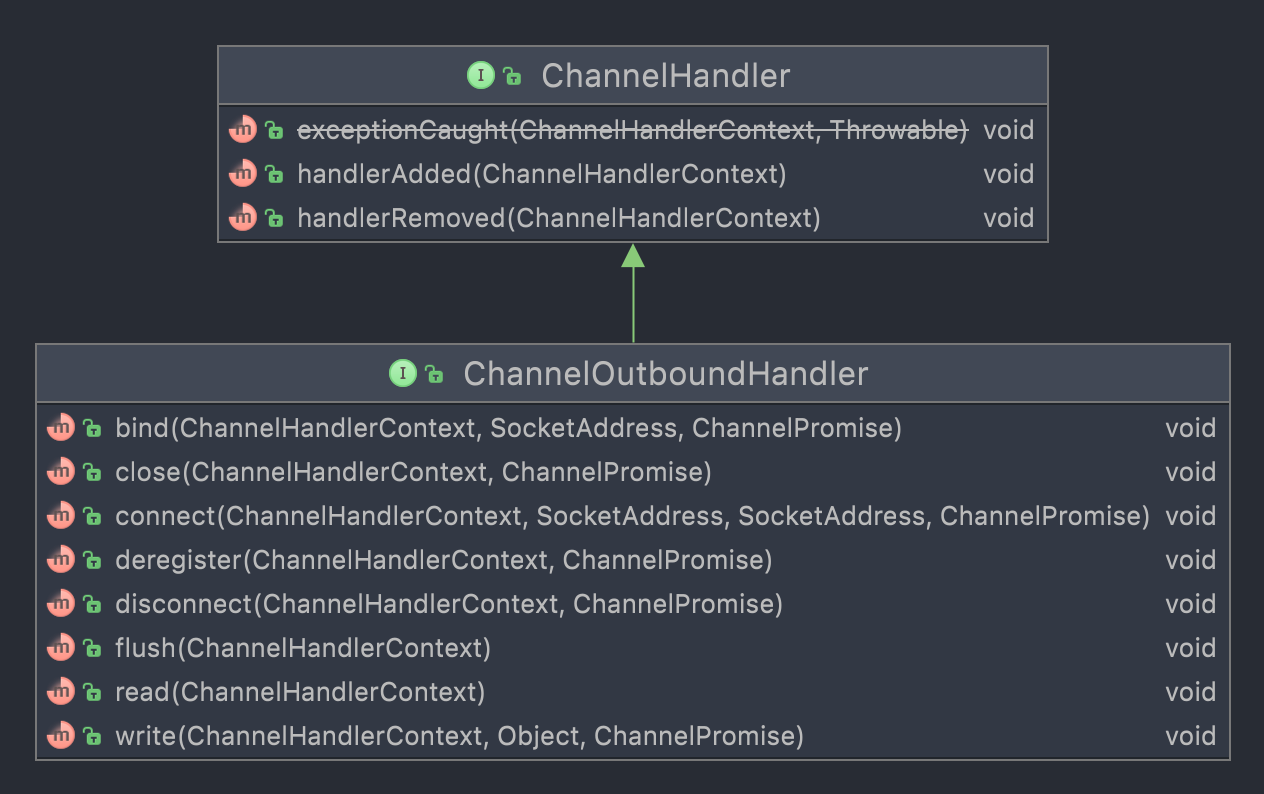 I ChannelHandler
m exceptionCaught(ChannelHandlerContext, Throwable) void
m handlerAdded(ChannelHandlerContext) void
m handlerRemoved(ChannelHandlerContext) void
I ChannelOutboundHandler
m bind(ChannelHandlerContext, SocketAddress, ChannelPromise) void
m close(ChannelHandlerContext, ChannelPromise) void
m connect(ChannelHandlerContext, SocketAddress, SocketAddress, ChannelPromise) void
m deregister(ChannelHandlerContext, ChannelPromise) void
m disconnect(ChannelHandlerContext, ChannelPromise) void
m flush(ChannelHandlerContext) void
m read(ChannelHandlerContext) void
m write(ChannelHandlerContext, Object, ChannelPromise) void